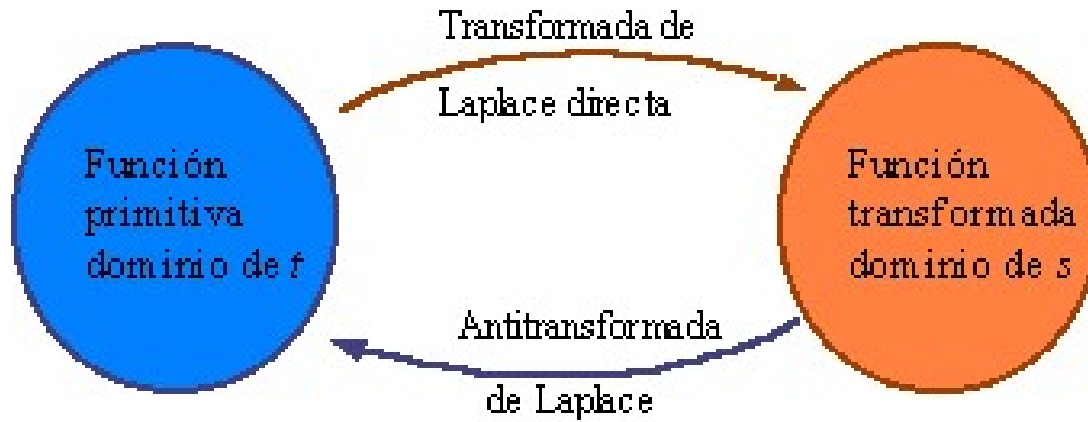 Transformada de
Laplace directa
Función
primitiva
dominio de t
Función
transformada
dominio de s
Antitransformada
de Laplace